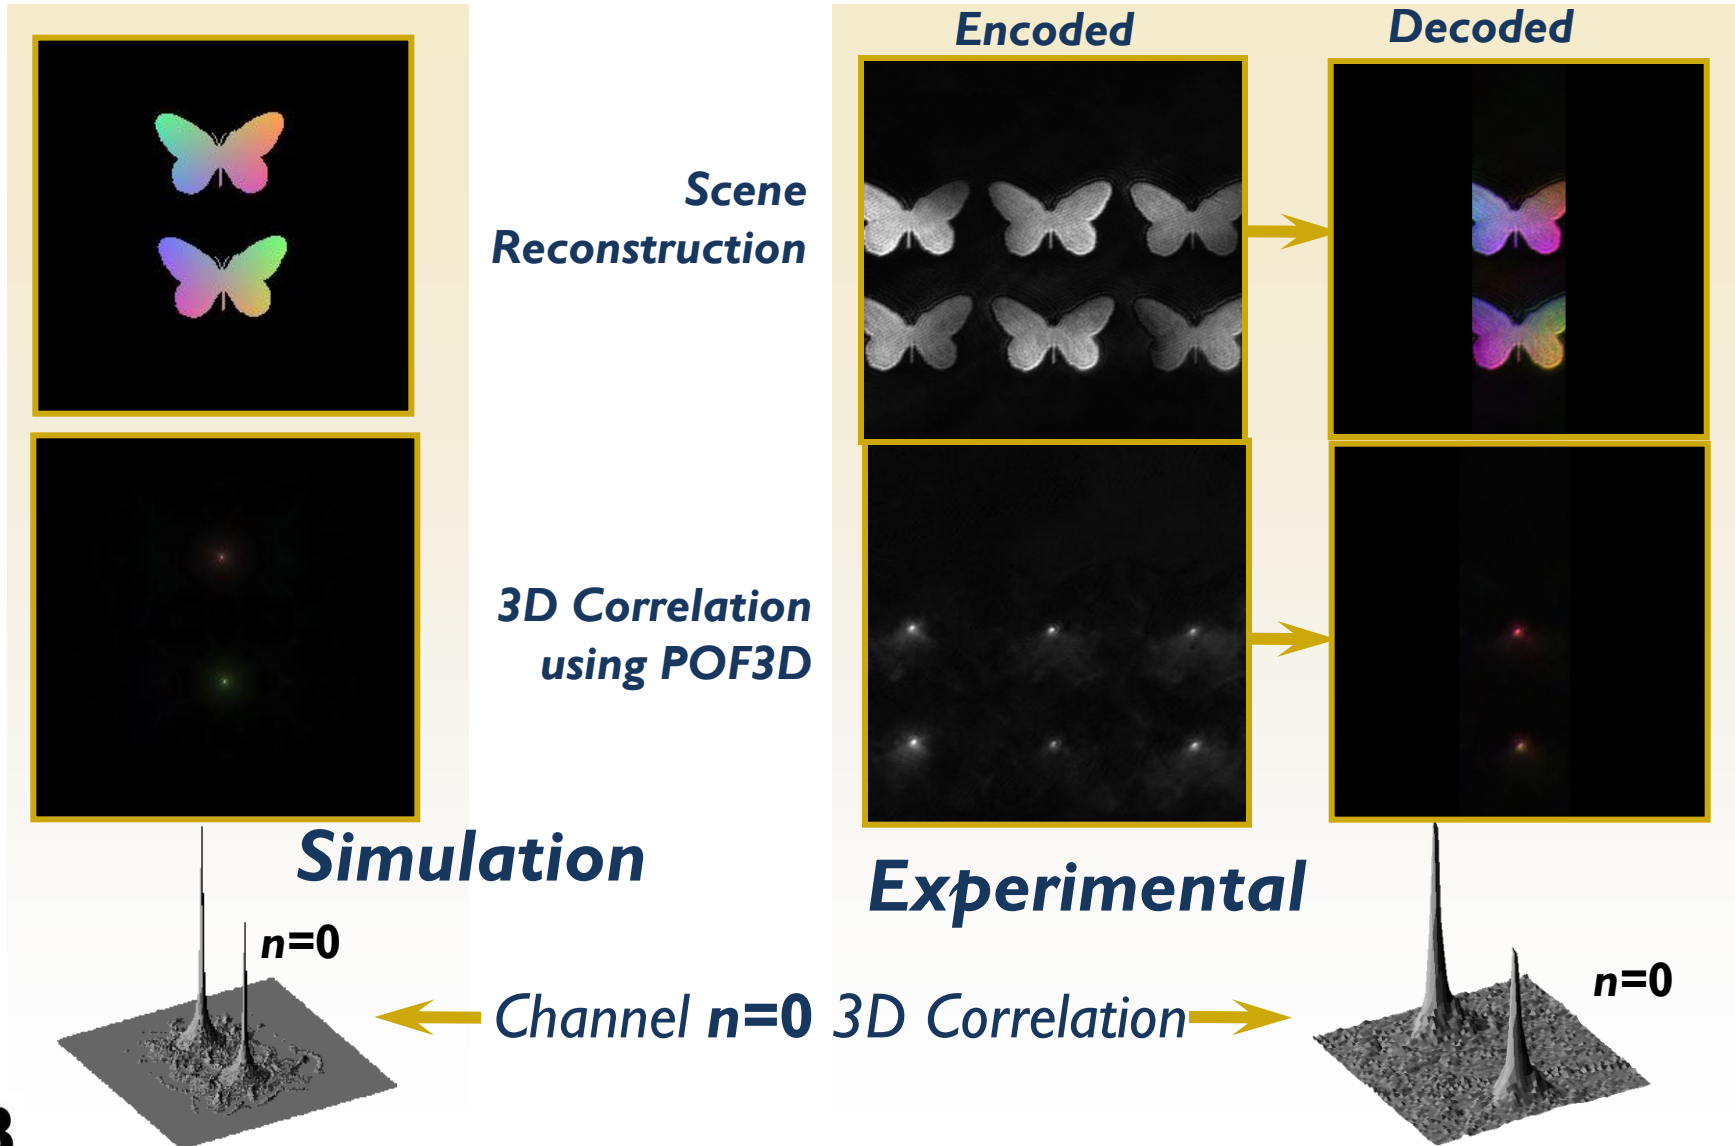 Encoded
Decoded
Scene
Reconstruction
3D Correlation
using POF3D
Simulation
Experimental
n=0
n=0
Channel n=0 3D Correlation